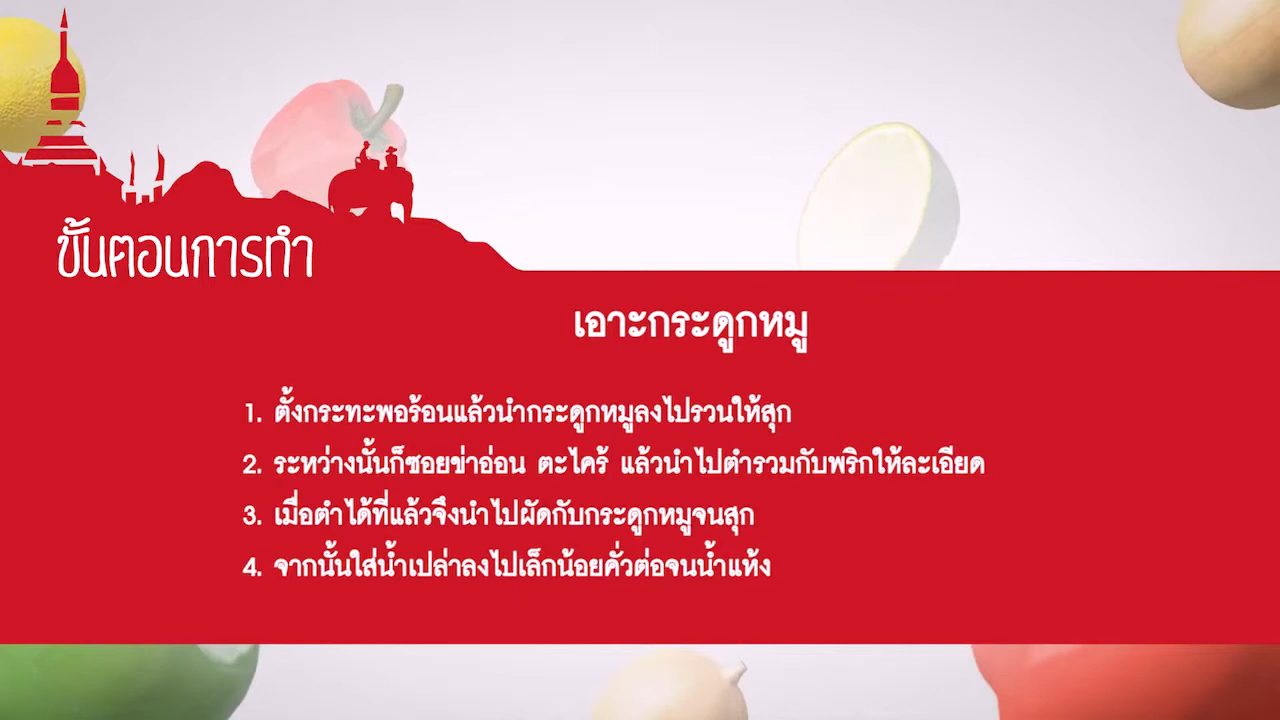 ขั้นตอนการทำ
เอาะกระดูกหมู
1. ตั้งกระทะพอร้อนแล้วนำกระดูกหมูลงไปรวนให้สุก
2. ระหว่างนั้นก็ซอยข่าอ่อน ตะไคร้ แล้วนำไปตำรวมกับพริกให้ละเอียด
3. เมื่อตำได้ที่แล้วจึงนำไปผัดกับกระดูกหมูจนสุก
4. จากนั้นใส่น้ำเปล่าลงไปเล็กน้อยคั่วต่อจนน้ำแห้ง